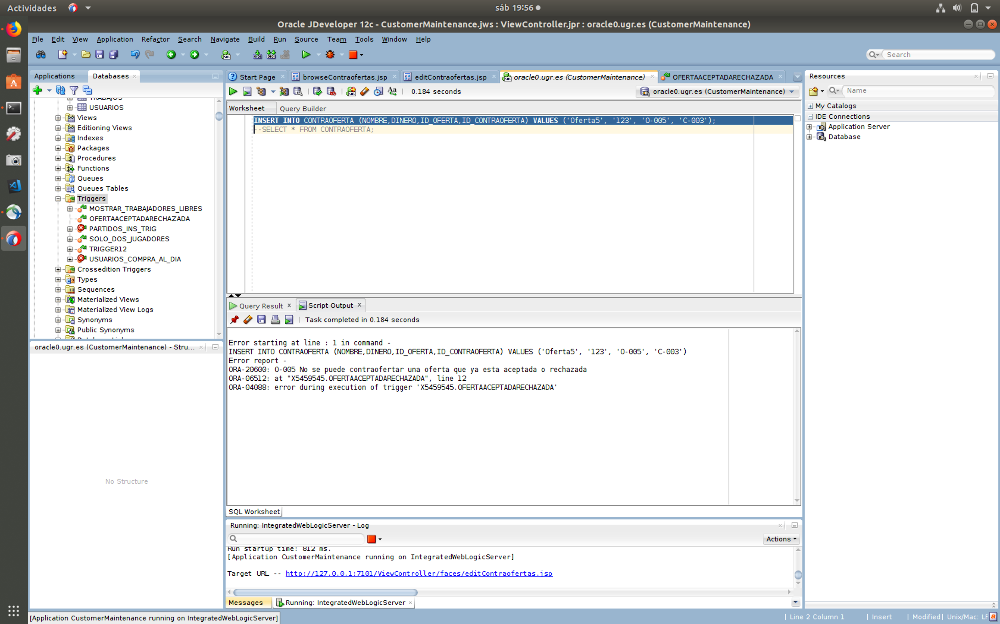 Actividades
sáb 19:56
Oracle JDeveloper 12c - CustomerMaintenance.jws : ViewController.jpr : oracle0.ugr.es (CustomerMaintenance)
File Edit View Application Refactor Search Navigate Build Run Source Team Tools Window Help
Search
Applications
Databases
TRABAJOS
USUARIOS
Views
Editioning Views
Indexes
Packages
Procedures
Functions
Queues
Queues Tables
Triggers
MOSTRAR_TRABAJADORES_LIBRES
OFERTAACEPTADARECHAZADA
PARTIDOS_INS_TRIG
SOLO_DOS_JUGADORES
TRIGGER12
USUARIOS_COMPRA_AL_DIA
Crossedition Triggers
Types
Sequences
Materialized Views
Materialized View Logs
Synonyms
Public Synonyms
oracle0.ugr.es (CustomerMaintenance) - Stru...
No Structure
Start Page
browseContraofertas.jsp
editContraofertas.jsp
oracle0.ugr.es (CustomerMaintenance)
OFERTAACEPTADARECHAZADA
0.184 seconds
oracle0.ugr.es (CustomerMaintenance)
Worksheet
Query Builder
INSERT INTO CONTRAOFERTA (NOMBRE,DINERO,ID_OFERTA,ID_CONTRAOFERTA) VALUES ('Oferta5', '123', 'O-005', 'C-003');
--SELECT * FROM CONTRAOFERTA;
Query Result
Script Output
Task completed in 0.184 seconds
Error starting at line : 1 in command -
INSERT INTO CONTRAOFERTA (NOMBRE,DINERO,ID_OFERTA,ID_CONTRAOFERTA) VALUES ('Oferta5', '123', 'O-005', 'C-003')
Error report -
ORA-20600: O-005 No se puede contraofertar una oferta que ya esta aceptada o rechazada
ORA-06512: at "X5459545.OFERTAACEPTADARECHAZADA", line 12
ORA-04088: error during execution of trigger 'X5459545.OFERTAACEPTADARECHAZADA'
SQL Worksheet
Running: IntegratedWebLogicServer - Log
Actions
Run startup time: 812 ms.
[Application CustomerMaintenance running on IntegratedWebLogicServer]
Target URL -- http://127.0.0.1:7101/ViewController/faces/editContraofertas.jsp
Messages
Running: IntegratedWebLogicServer
Resources
Name
My Catalogs
IDE Connections
Application Server
Database
[Application CustomerMaintenance running on IntegratedWebLogicServer]
Line 2 Column 1
Insert
Modified
Unix/Mac: LF